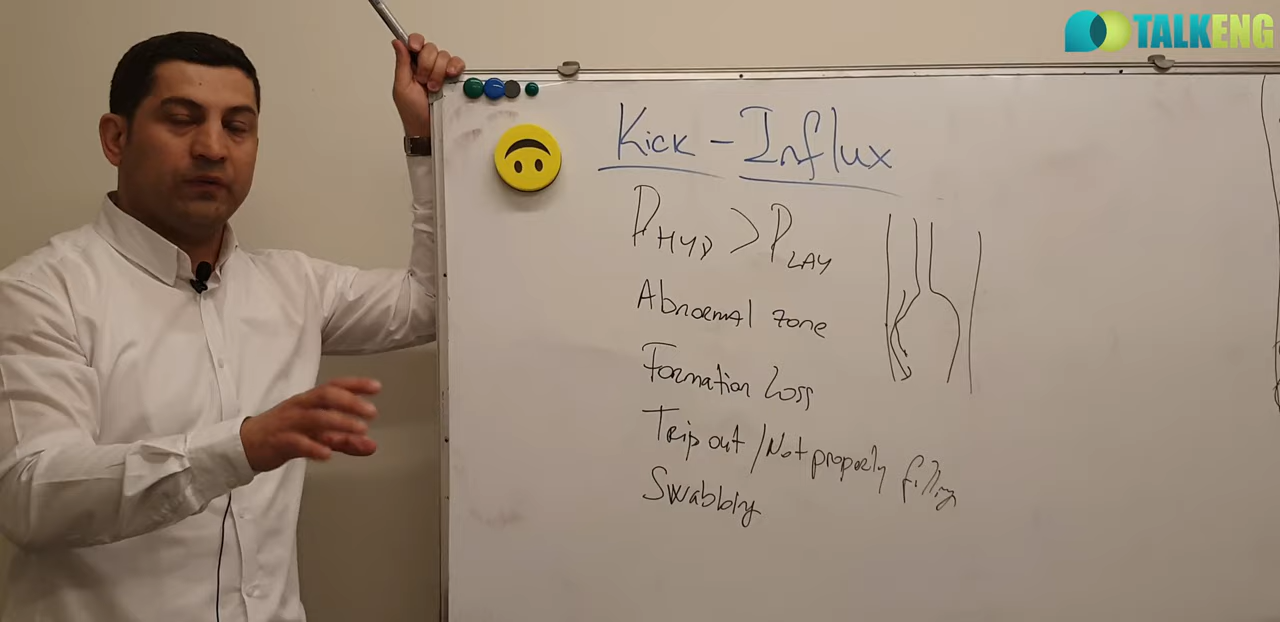 TALKENG
Kick - Influx
PHYD > PLAY
Abnormal zone
Formation Loss
Trip out / Not properly filling
Swabbing